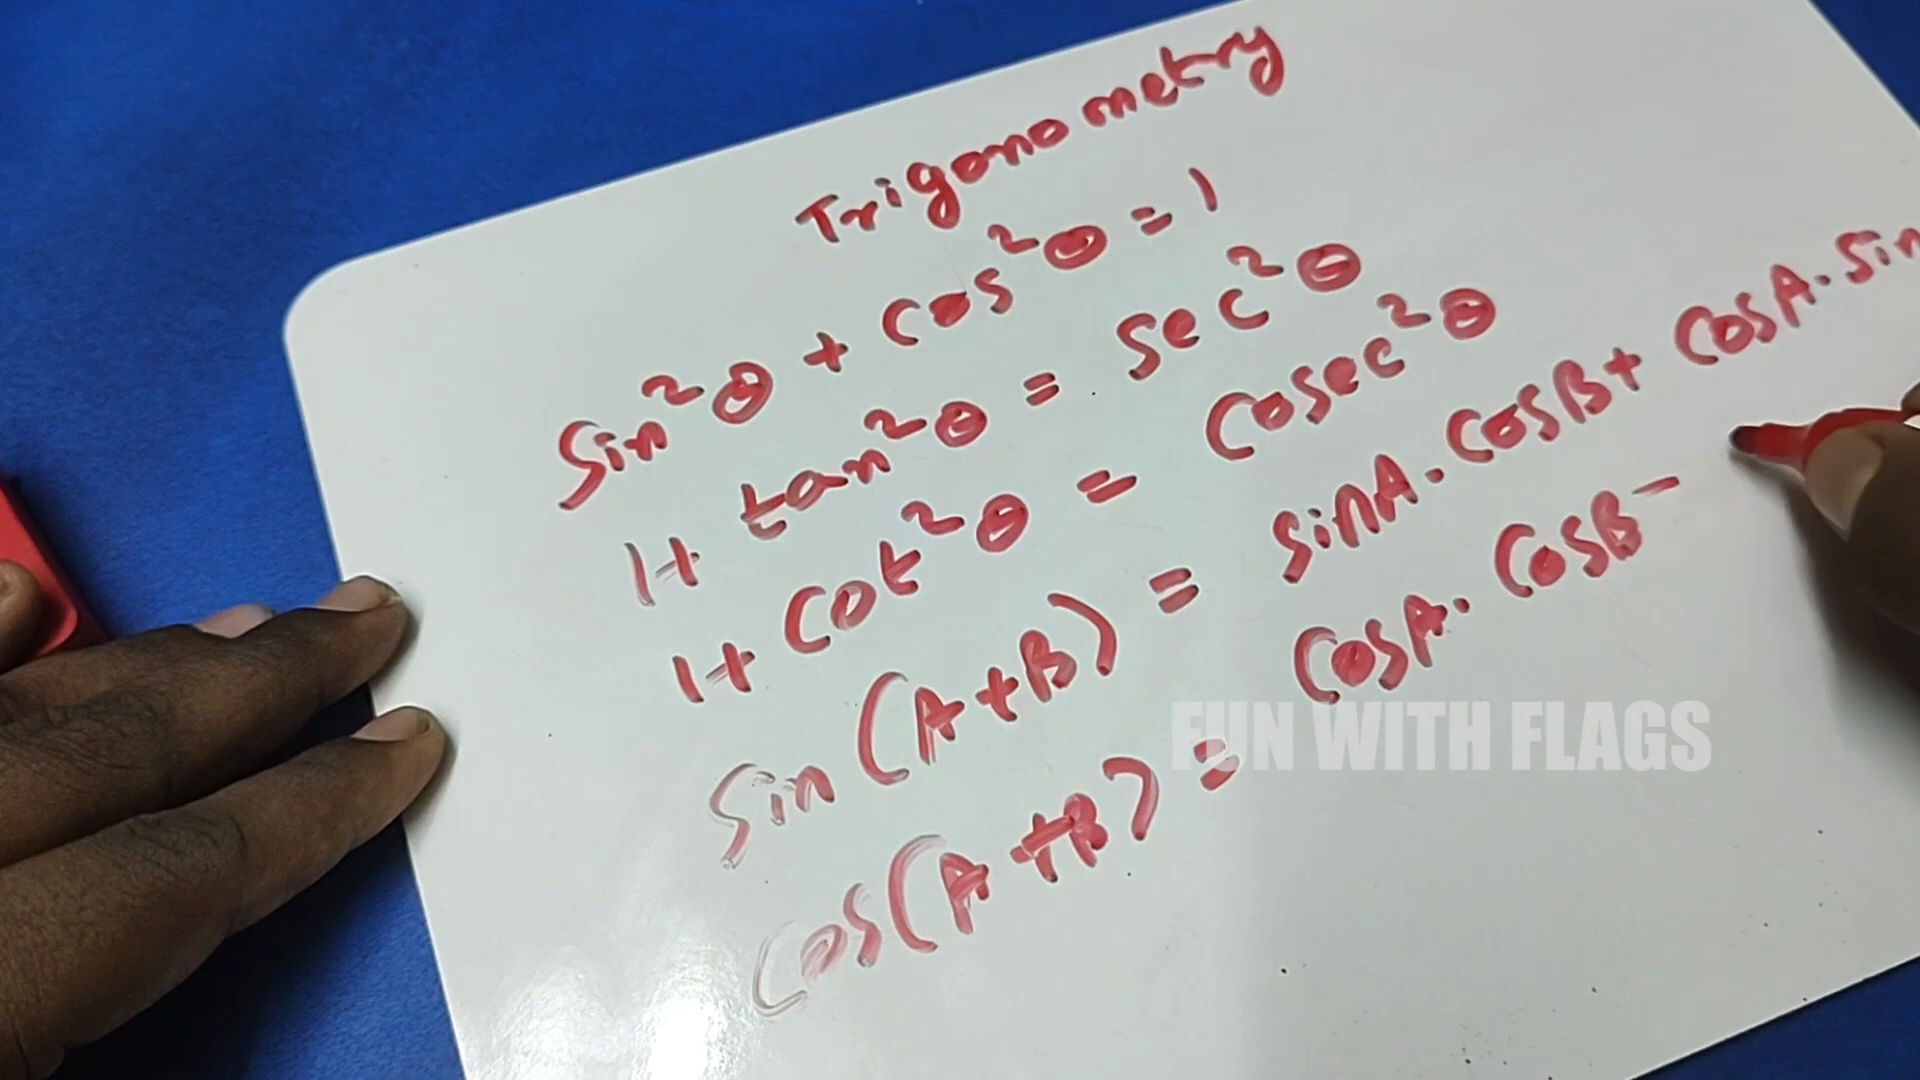 Trigonometry
Sin²θ + cos²θ = 1
1+ tan²θ = sec²θ
1+ cot²θ = cosec²θ
Sin (A+B) = sinA. cosB+ cosA. sin
cos(A+B) = cosA. cosB-
FUN WITH FLAGS